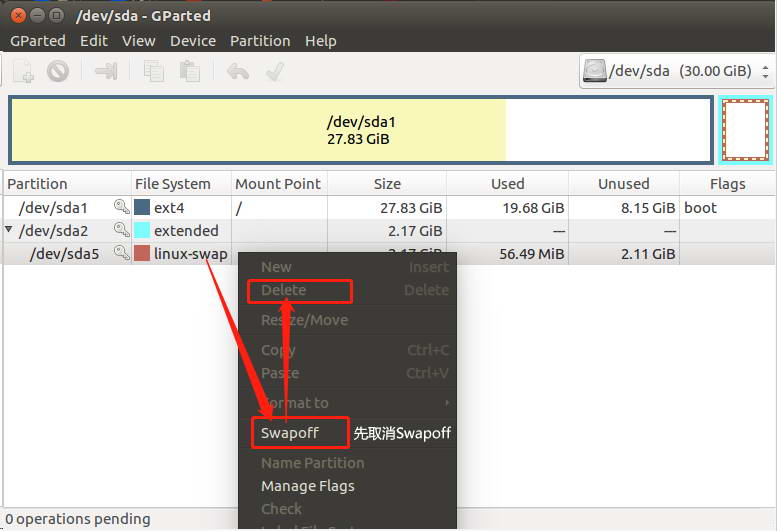 /dev/sda - GParted
GParted Edit View Device Partition Help
/dev/sda (30.00 GiB)
/dev/sda1
27.83 GiB
Partition File System Mount Point Size Used Unused Flags
/dev/sda1 ext4 / 27.83 GiB 19.68 GiB 8.15 GiB boot
/dev/sda2 extended 2.17 GiB --- ---
/dev/sda5 linux-swap 2.17 GiB 56.49 MiB 2.11 GiB
New Insert
Delete Delete
Resize/Move
Copy Ctrl+C
Paste Ctrl+V
Format to
Swapoff 先取消Swapoff
Name Partition
Manage Flags
Check
0 operations pending